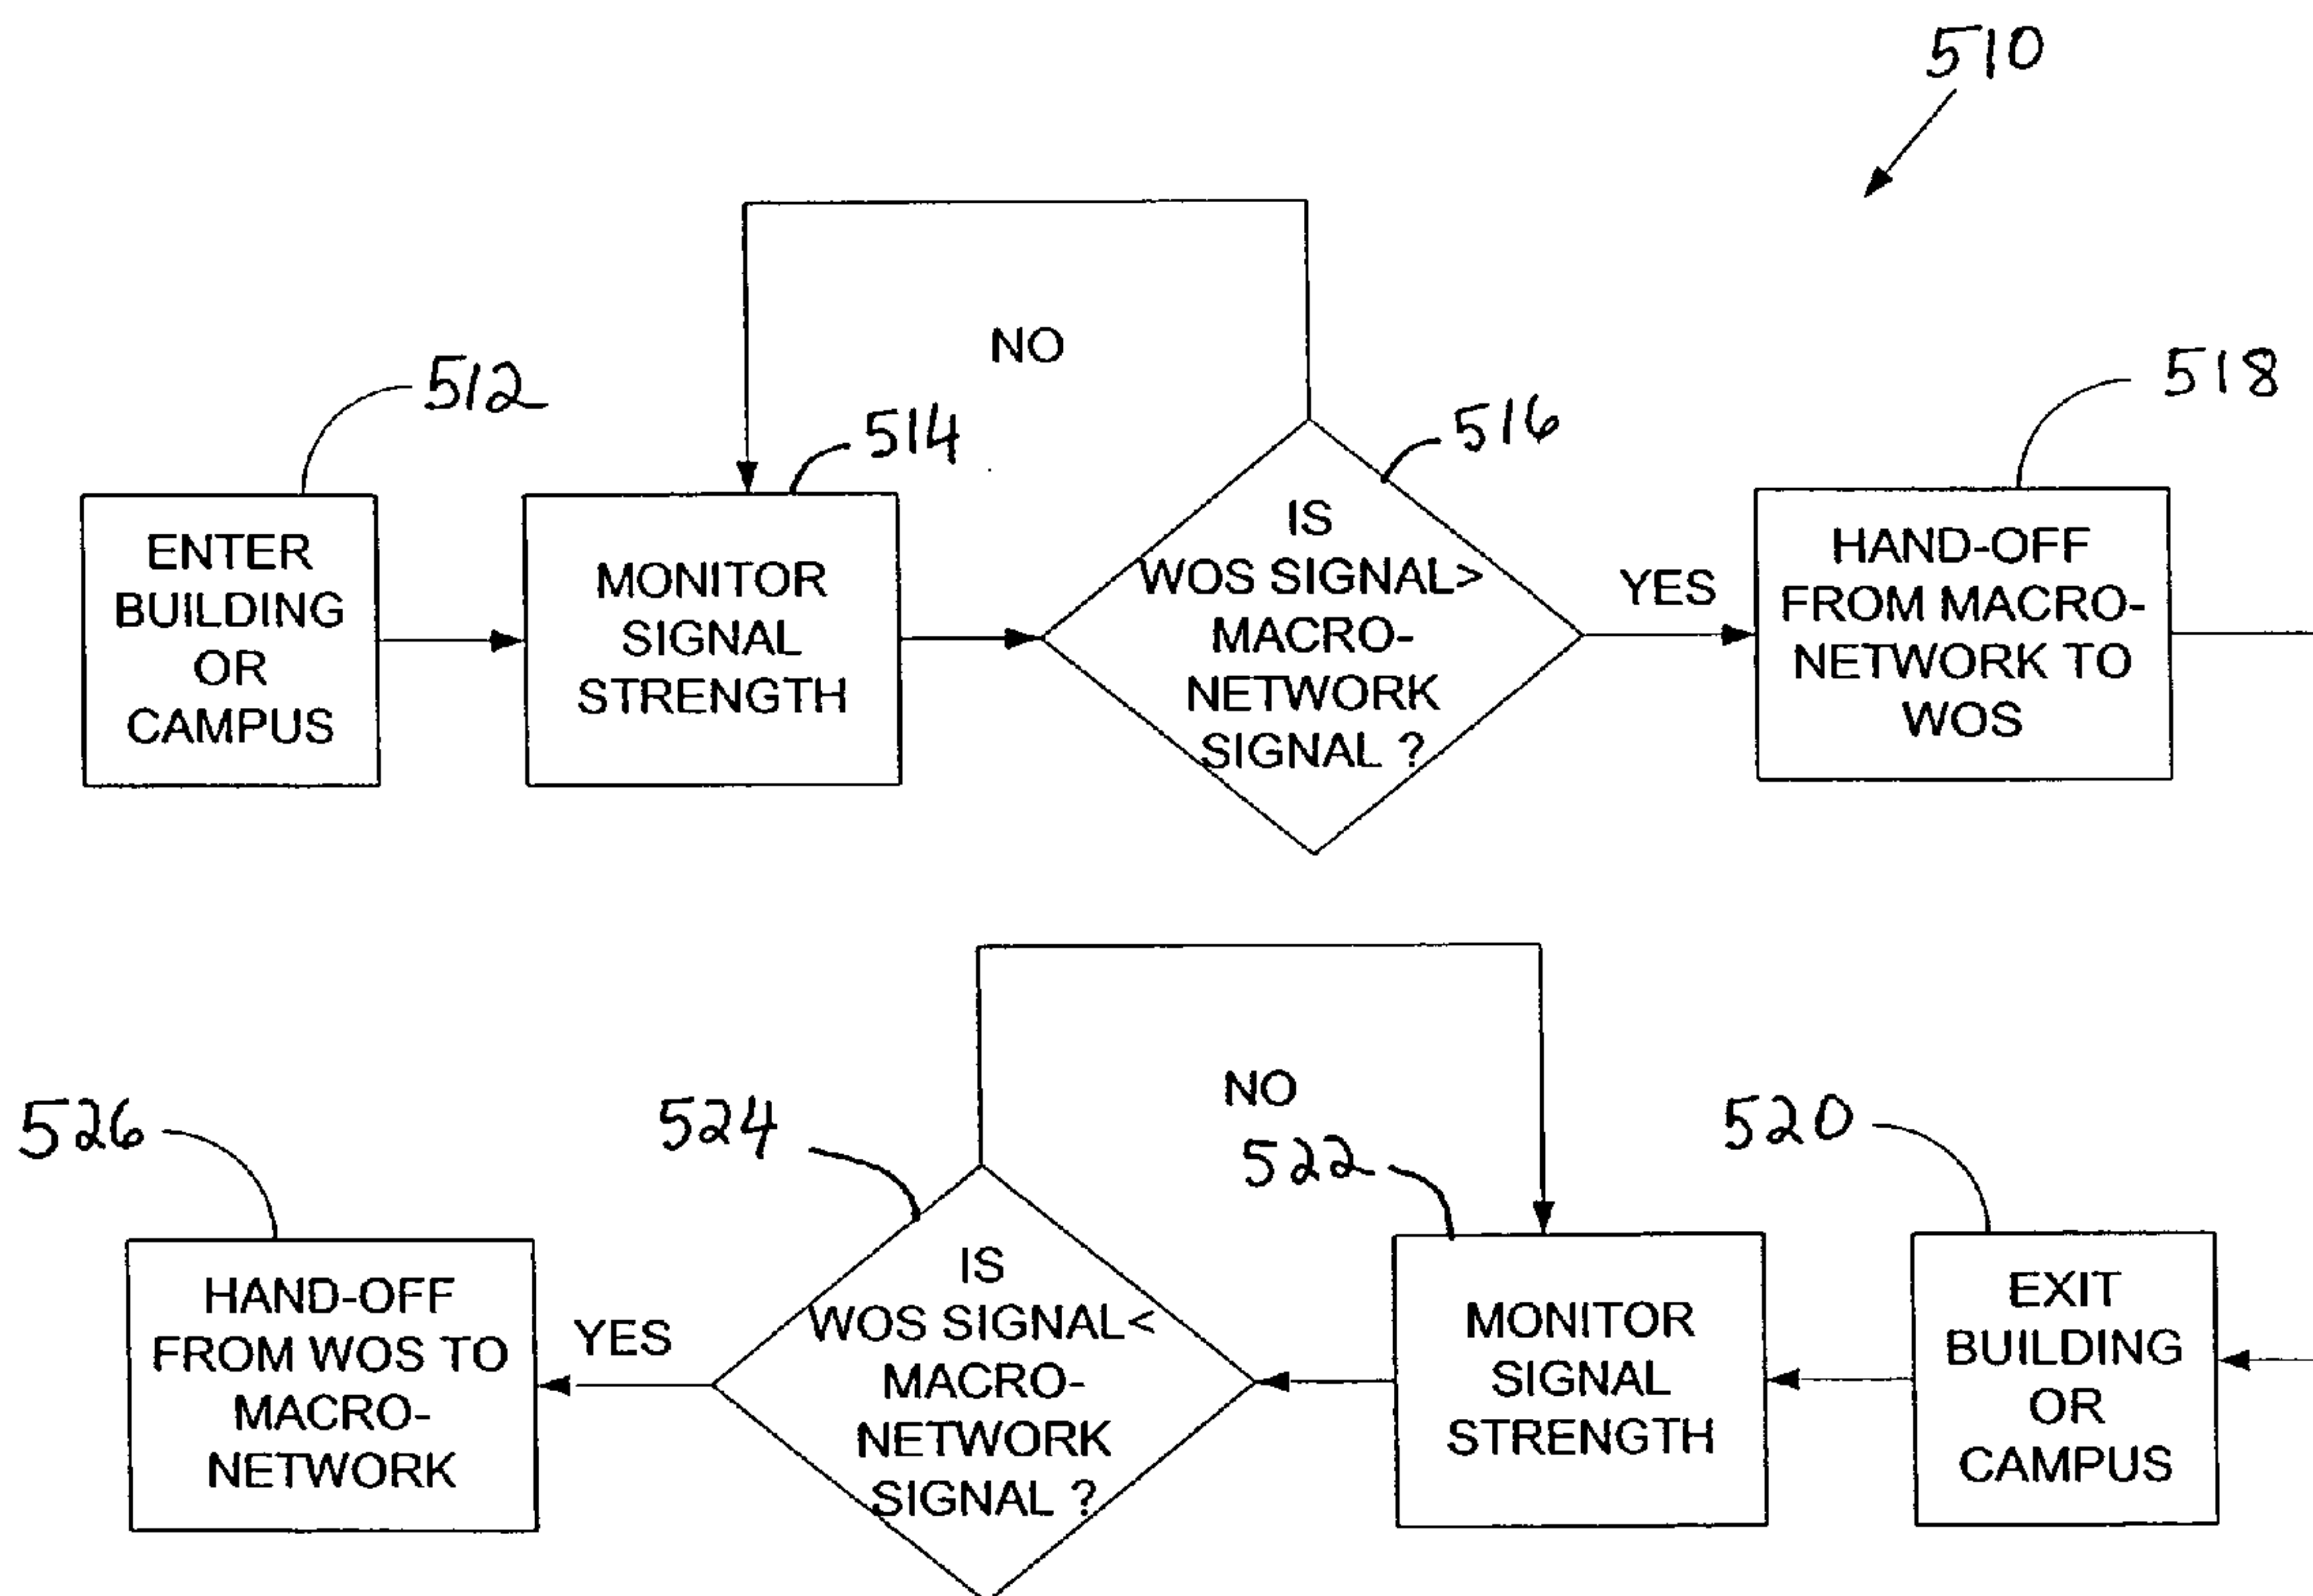 510
NO
512
514
516
518
ENTER
BUILDING
OR
CAMPUS
MONITOR
SIGNAL
STRENGTH
IS
WOS SIGNAL>
MACRO-
NETWORK
SIGNAL ?
YES
HAND-OFF
FROM MACRO-
NETWORK TO
WOS
NO
526
524
522
520
HAND-OFF
FROM WOS TO
MACRO-
NETWORK
YES
IS
WOS SIGNAL<
MACRO-
NETWORK
SIGNAL ?
MONITOR
SIGNAL
STRENGTH
EXIT
BUILDING
OR
CAMPUS